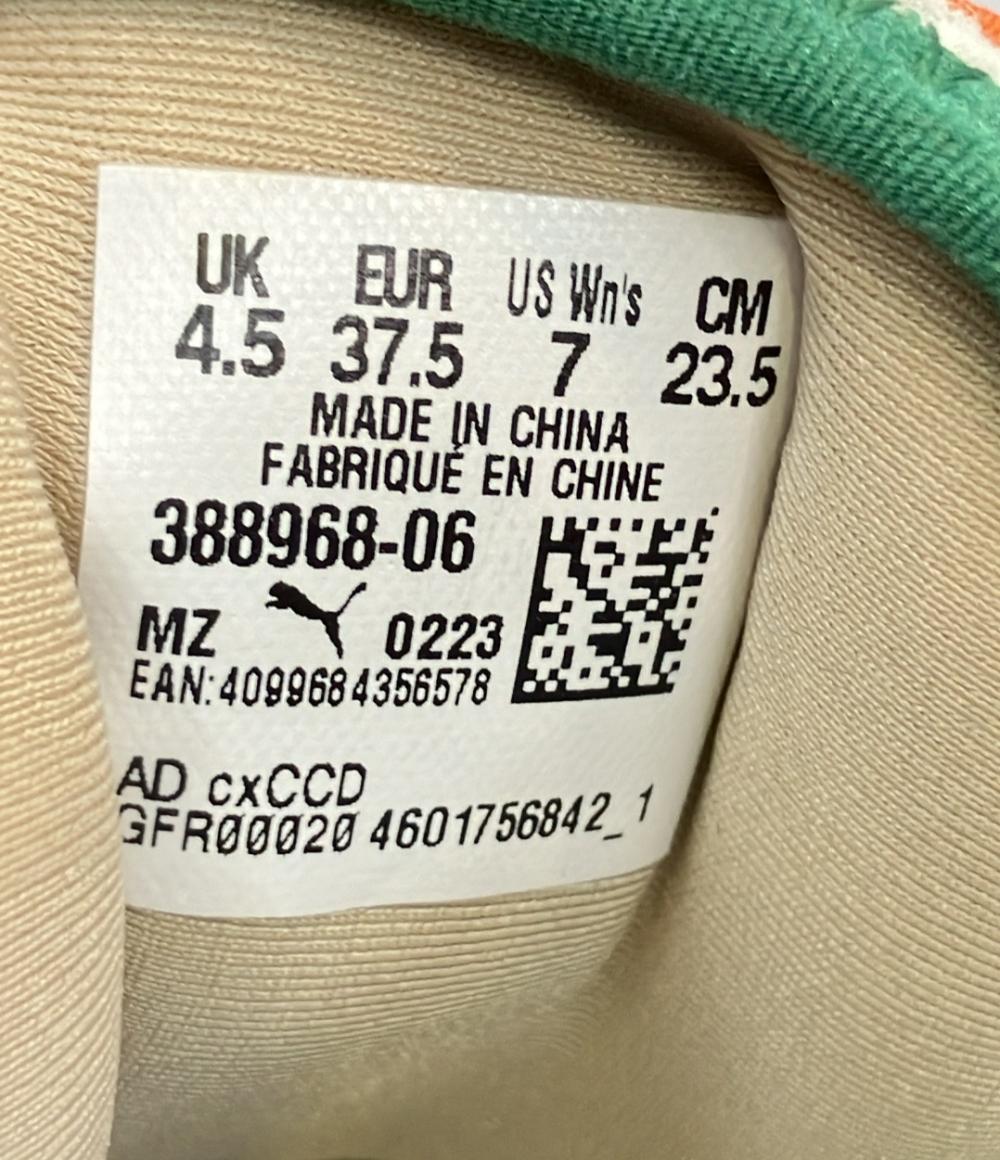 UK EUR US Wn's CM
4.5 37.5 7 23.5
MADE IN CHINA
FABRIQUÉ EN CHINE
388968-06
MZ 0223
EAN:4099684356578
AD cxCCD
GFR00020 4601756842_1